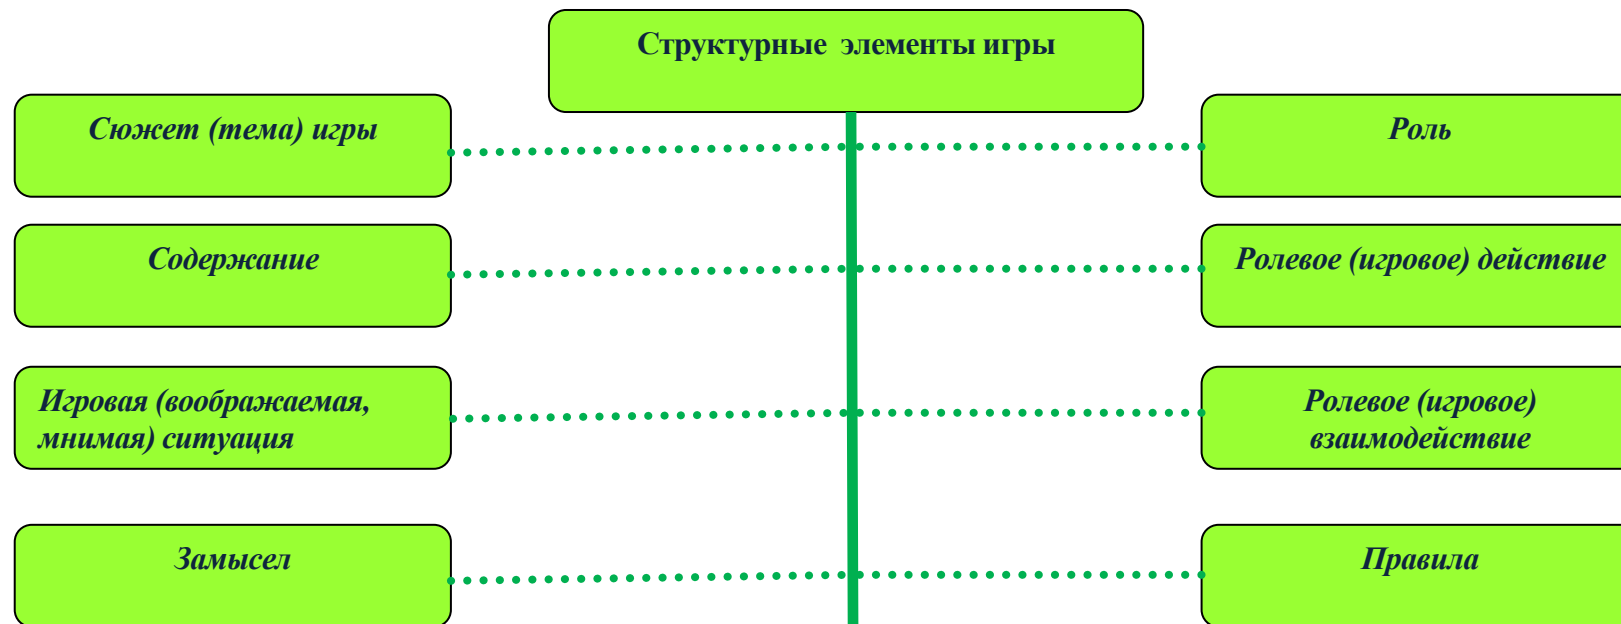 Структурные элементы игры
Сюжет (тема) игры
Роль
Содержание
Ролевое (игровое) действие
Игровая (воображаемая,
мнимая) ситуация
Ролевое (игровое)
взаимодействие
Замысел
Правила